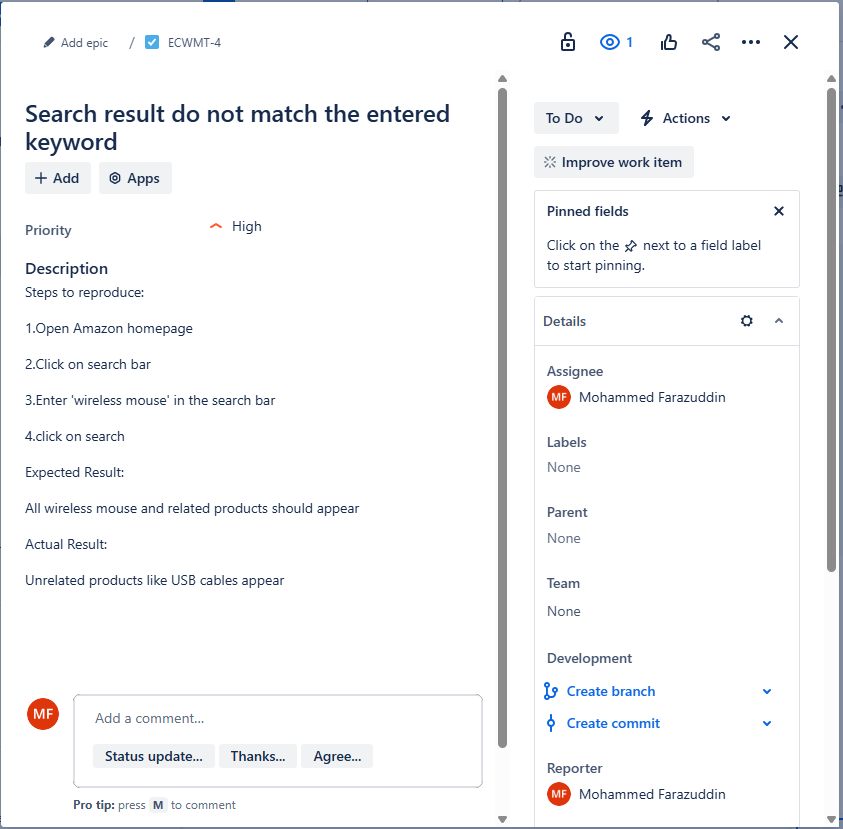 Add epic / ECWMT-4
1
Search result do not match the entered
keyword
Add Apps
Priority High
Description
Steps to reproduce:
1.Open Amazon homepage
2.Click on search bar
3.Enter 'wireless mouse' in the search bar
4.click on search
Expected Result:
All wireless mouse and related products should appear
Actual Result:
Unrelated products like USB cables appear
MF
Add a comment...
Status update... Thanks... Agree...
Pro tip: press M to comment
To Do Actions
Improve work item
Pinned fields
Click on the next to a field label
to start pinning.
Details
Assignee
MF Mohammed Farazuddin
Labels
None
Parent
None
Team
None
Development
Create branch
Create commit
Reporter
MF Mohammed Farazuddin